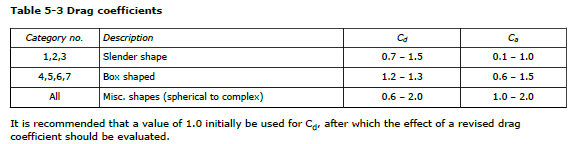 Table 5-3 Drag coefficients
Category no. Description Cd Ca
1,2,3 Slender shape 0.7 – 1.5 0.1 – 1.0
4,5,6,7 Box shaped 1.2 – 1.3 0.6 – 1.5
All Misc. shapes (spherical to complex) 0.6 – 2.0 1.0 – 2.0
It is recommended that a value of 1.0 initially be used for Cd, after which the effect of a revised drag
coefficient should be evaluated.